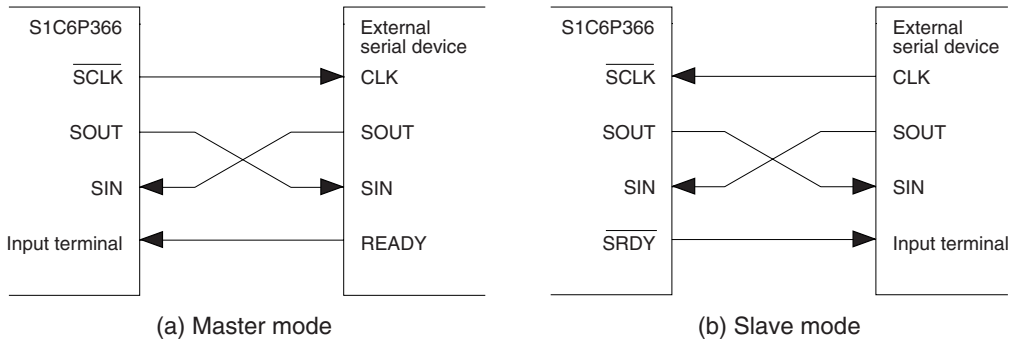 S1C6P366
External
serial device
SCLK
CLK
SOUT
SOUT
SIN
SIN
Input terminal
READY
(a) Master mode
S1C6P366
External
serial device
SCLK
CLK
SOUT
SOUT
SIN
SIN
SRDY
Input terminal
(b) Slave mode